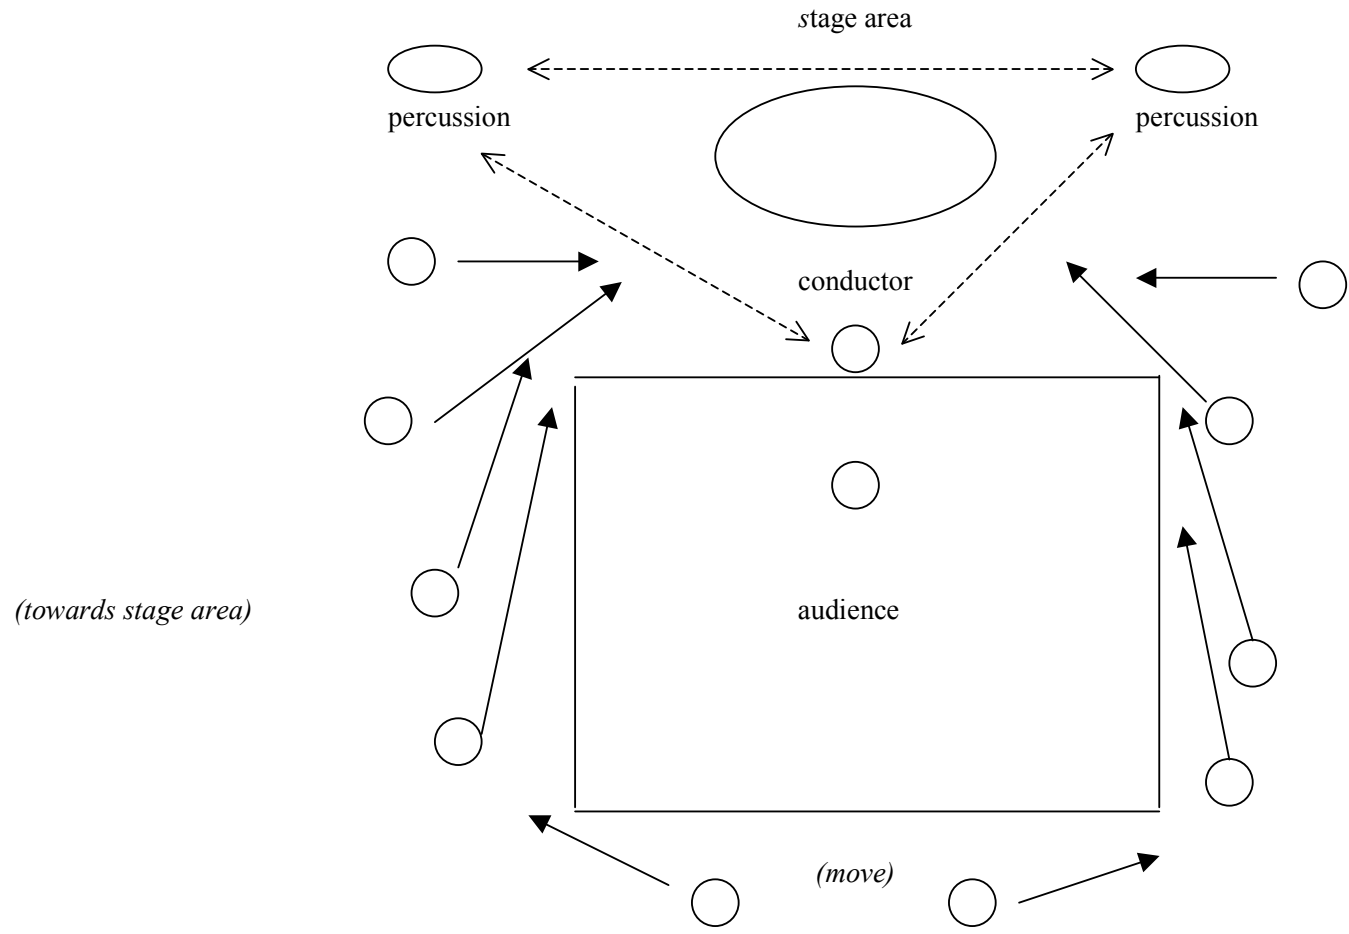 stage area
percussion
percussion
conductor
audience
(towards stage area)
(move)